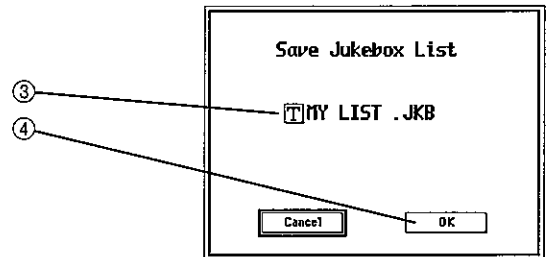 Save Jukebox List
③
T MY LIST .JKB
④
Cancel OK